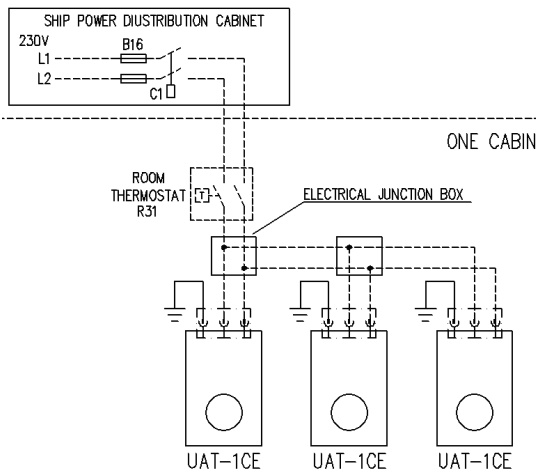 SHIP POWER DIUSTRIBUTION CABINET
230V
B16
L1
L2
C1
ONE CABIN
ROOM
THERMOSTAT
R31
T
ELECTRICAL JUNCTION BOX
UAT-1CE UAT-1CE UAT-1CE